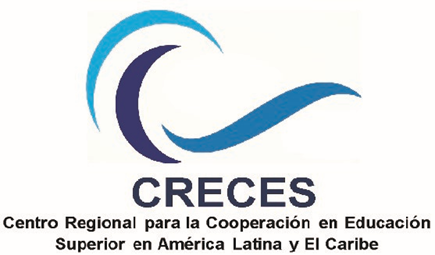 CRECES
Centro Regional para la Cooperación en Educación
Superior en América Latina y El Caribe